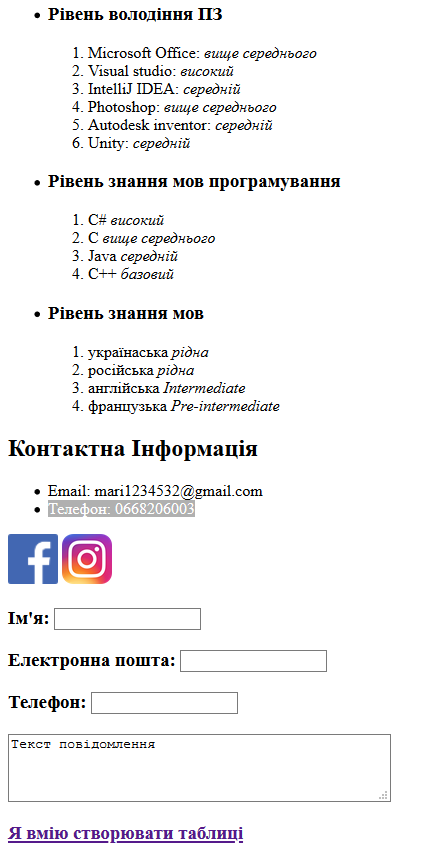 Рівень володіння ПЗ
1. Microsoft Office: вище середнього
2. Visual studio: високий
3. IntelliJ IDEA: середній
4. Photoshop: вище середнього
5. Autodesk inventor: середній
6. Unity: середній
Рівень знання мов програмування
1. C# високий
2. C вище середнього
3. Java середній
4. C++ базовий
Рівень знання мов
1. українаська рідна
2. російська рідна
3. англійська Intermediate
4. французька Pre-intermediate
Контактна Інформація
Email: mari1234532@gmail.com
Телефон: 0668206003
Ім'я:
Електронна пошта:
Телефон:
Текст повідомлення
Я вмію створювати таблиці